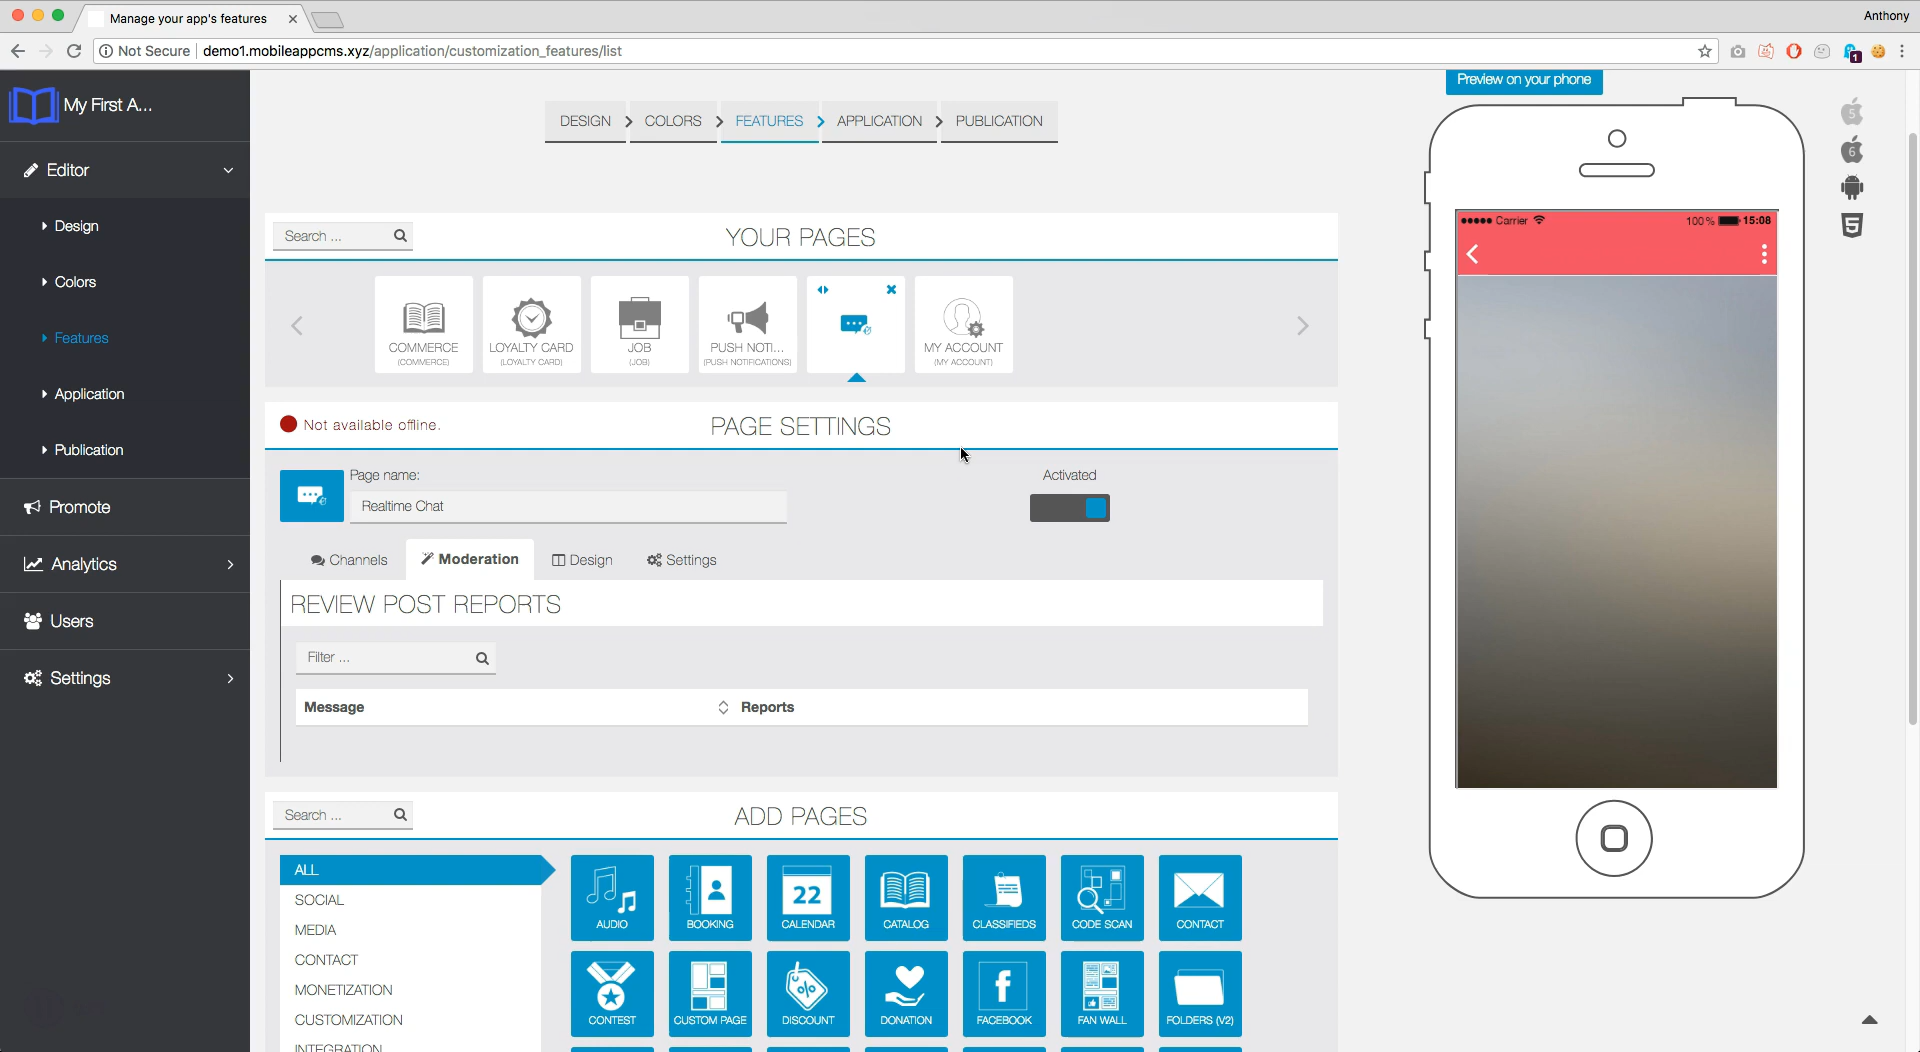 Manage your app's features
Anthony
Not Secure
demo1.mobileappcms.xyz/application/customization_features/list
1
My First A...
Editor
Design
Colors
Features
Application
Publication
Promote
Analytics
Users
Settings
DESIGN
COLORS
FEATURES
APPLICATION
PUBLICATION
Search ...
YOUR PAGES
COMMERCE
(COMMERCE)
LOYALTY CARD
(LOYALTY CARD)
JOB
(JOB)
PUSH NOTI...
(PUSH NOTIFICATIONS)
MY ACCOUNT
(MY ACCOUNT)
Not available offline.
PAGE SETTINGS
Page name:
Realtime Chat
Activated
Channels
Moderation
Design
Settings
REVIEW POST REPORTS
Filter ...
Message
Reports
Search ...
ADD PAGES
ALL
SOCIAL
MEDIA
CONTACT
MONETIZATION
CUSTOMIZATION
INTEGRATION
AUDIO
BOOKING
22
CALENDAR
CATALOG
CLASSIFIEDS
CODE SCAN
CONTACT
CONTEST
CUSTOM PAGE
%
DISCOUNT
DONATION
f
FACEBOOK
FAN WALL
FOLDERS (V2)
Preview on your phone
5
6
5
Carrier
100%
15:08